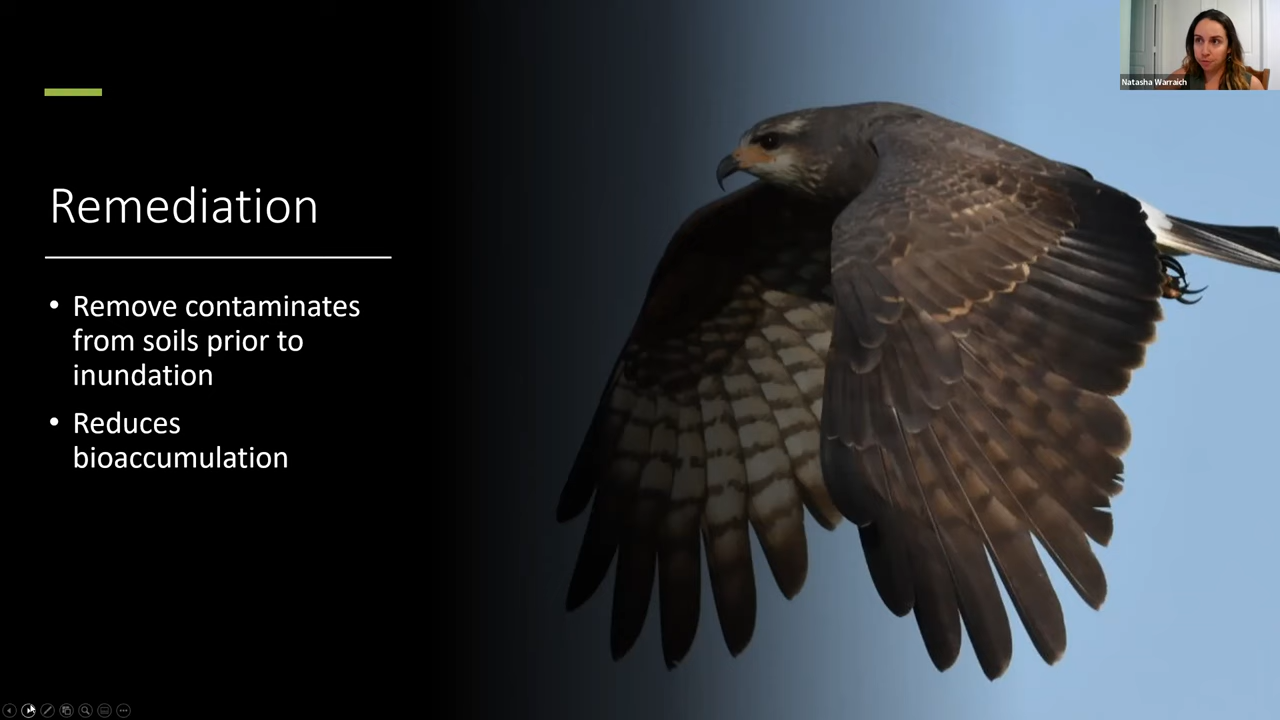 Natasha Warraich
Remediation
• Remove contaminates
from soils prior to
inundation
• Reduces
bioaccumulation